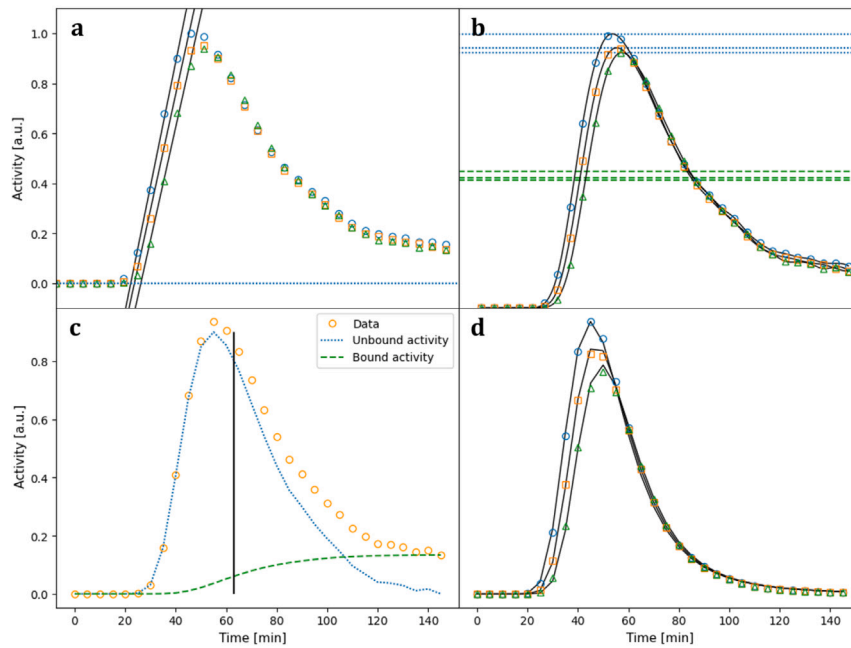 a
b
1.0
0.8
0.6
0.4
0.2
0.0
Activity [a.u.]
Activity [a.u.]
c
Data
Unbound activity
Bound activity
d
0.8
0.6
0.4
0.2
0.0
Activity [a.u.]
0 20 40 60 80 100 120 140
0 20 40 60 80 100 120 140
Time [min]
Time [min]